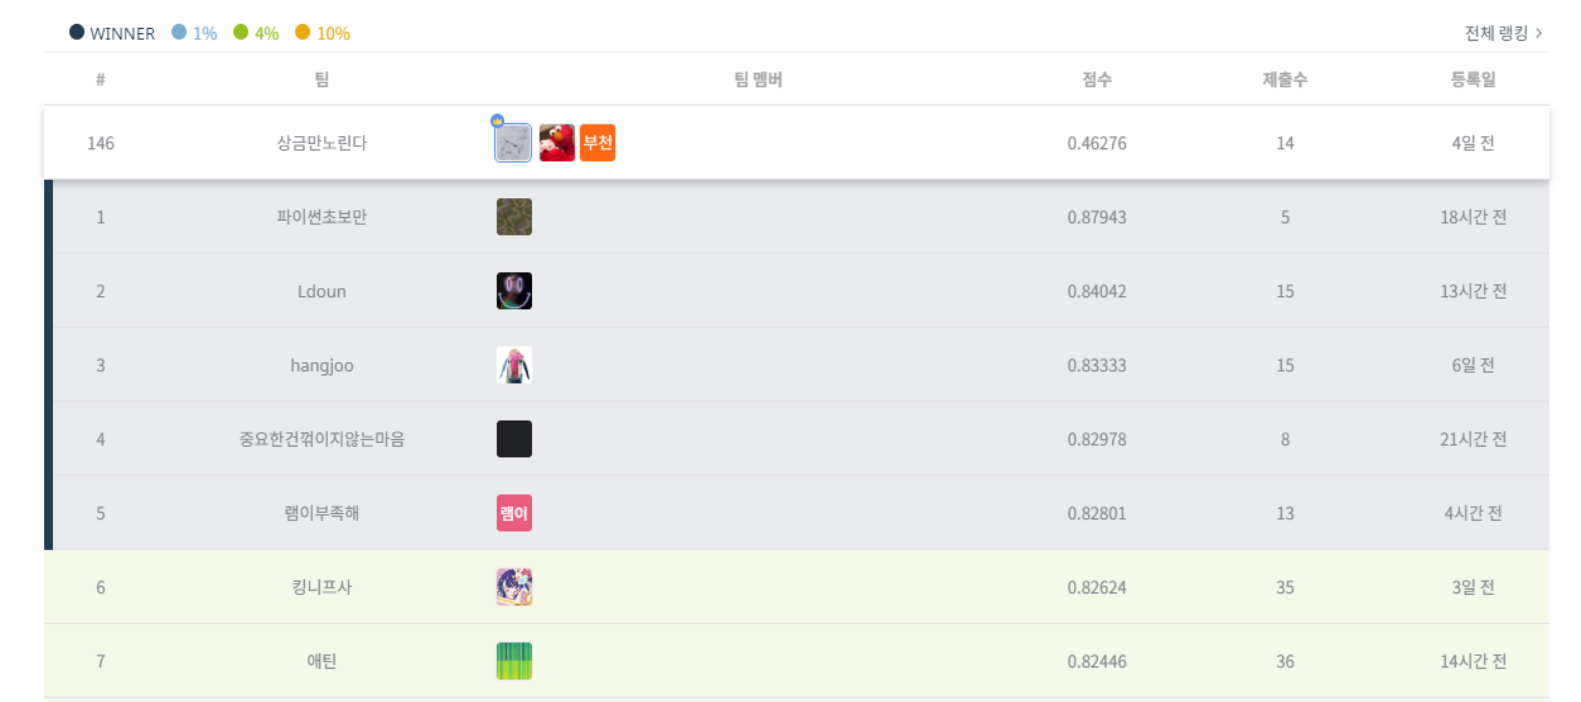 WINNER 1% 4% 10% 전체 랭킹 >
# 팀 팀 멤버 점수 제출수 등록일
146 상금만노린다 부천 0.46276 14 4일 전
1 파이썬초보만 0.87943 5 18시간 전
2 Ldoun 0.84042 15 13시간 전
3 hangjoo 0.83333 15 6일 전
4 중요한건꺾이지않는마음 0.82978 8 21시간 전
5 램이부족해 램이 0.82801 13 4시간 전
6 킹니프사 0.82624 35 3일 전
7 애틴 0.82446 36 14시간 전